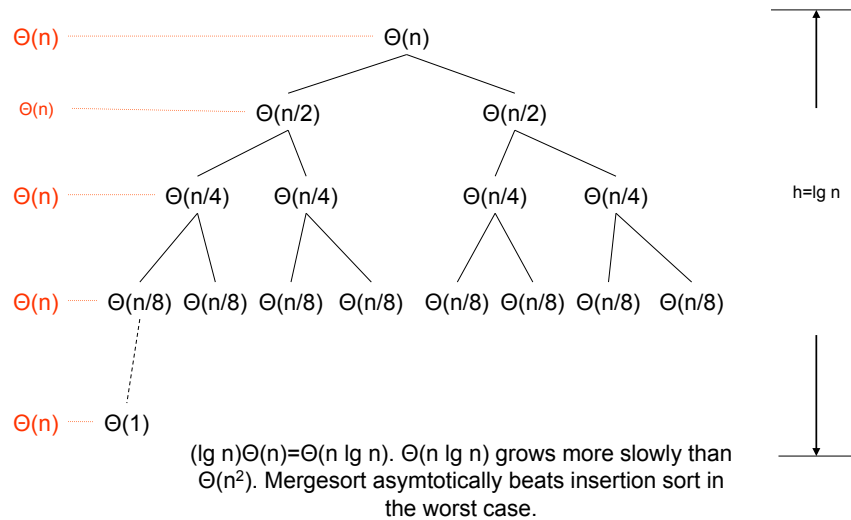 Θ(n) Θ(n)
Θ(n) Θ(n/2) Θ(n/2)
Θ(n) Θ(n/4) Θ(n/4) Θ(n/4) Θ(n/4) h=lg n
Θ(n) Θ(n/8) Θ(n/8) Θ(n/8) Θ(n/8) Θ(n/8) Θ(n/8) Θ(n/8) Θ(n/8)
Θ(n) Θ(1)
(lg n)Θ(n)=Θ(n lg n). Θ(n lg n) grows more slowly than
Θ(n²). Mergesort asymtotically beats insertion sort in
the worst case.